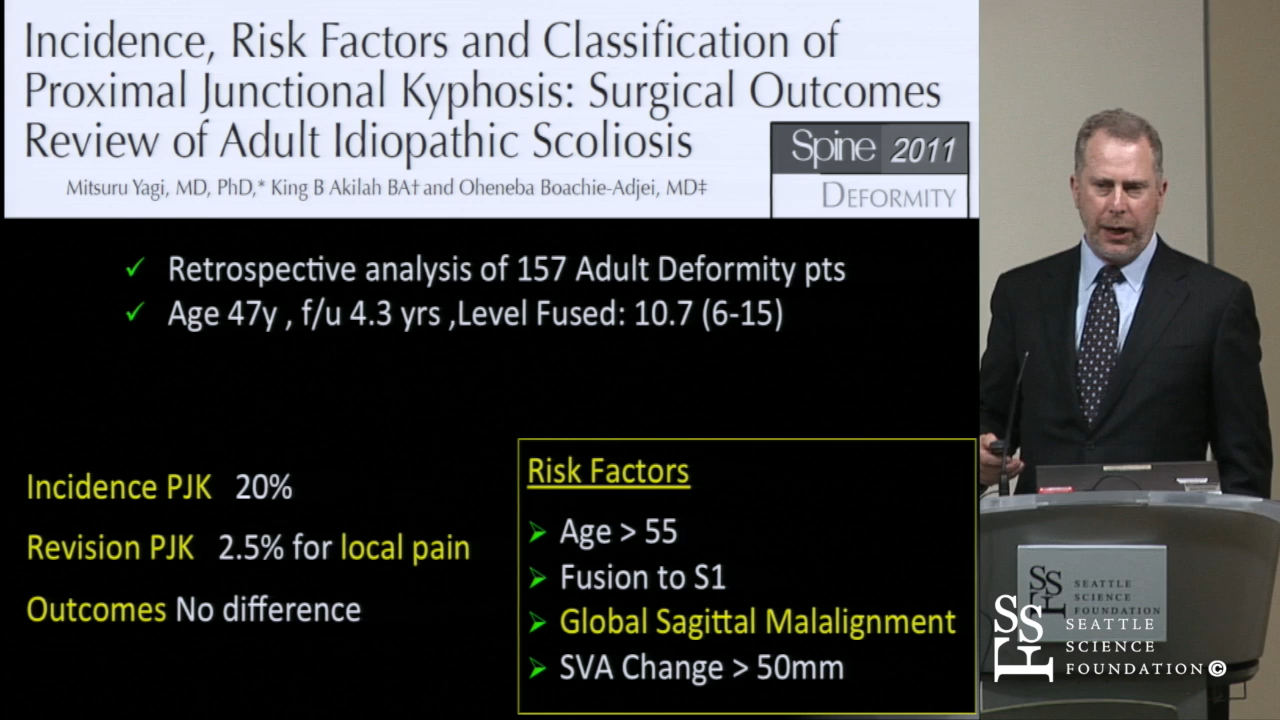 Incidence, Risk Factors and Classification of
Proximal Junctional Kyphosis: Surgical Outcomes
Review of Adult Idiopathic Scoliosis
Spine 2011
DEFORMITY
Mitsuru Yagi, MD, PhD,* King B Akilah BA† and Oheneba Boachie-Adjei, MD‡
✓ Retrospective analysis of 157 Adult Deformity pts
✓ Age 47y , f/u 4.3 yrs ,Level Fused: 10.7 (6-15)
Incidence PJK 20%
Revision PJK 2.5% for local pain
Outcomes No difference
Risk Factors
➢ Age > 55
➢ Fusion to S1
➢ Global Sagittal Malalignment
➢ SVA Change > 50mm
SSF
SEATTLE
SCIENCE
FOUNDATION
SSF
SEATTLE
SCIENCE
FOUNDATION©